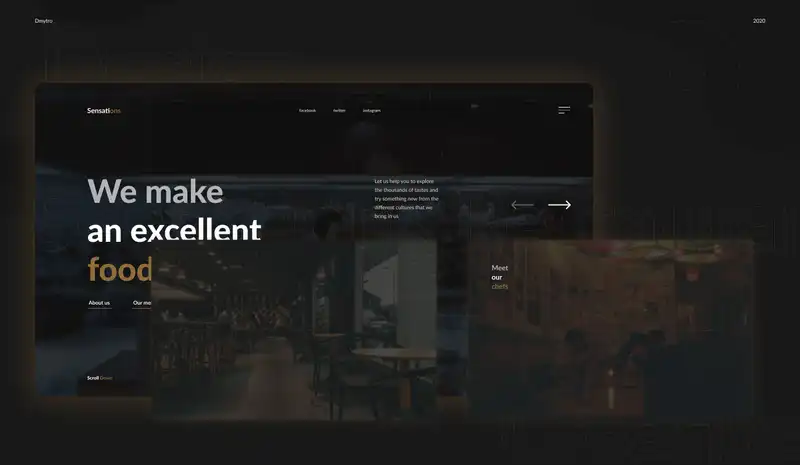 Dmytro
2020
Sensations
facebook
twitter
instagram
We make
an excellent
food
Let us help you to explore
the thousands of tastes and
try something new from the
different cultures that we
bring in us
About us
Our me
Meet
our
chefs
Scroll Down